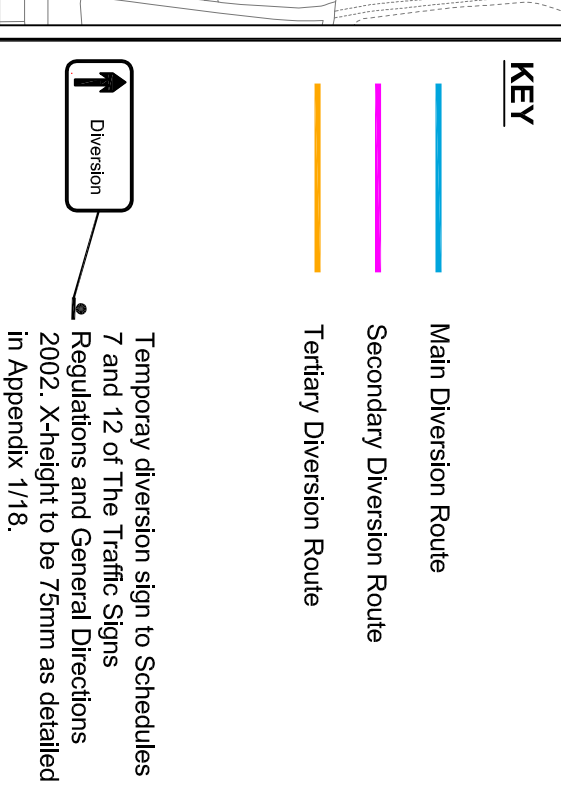 KEY
Main Diversion Route
Secondary Diversion Route
Tertiary Diversion Route
Diversion
Temporay diversion sign to Schedules
7 and 12 of The Traffic Signs
Regulations and General Directions
2002. X-height to be 75mm as detailed
in Appendix 1/18.